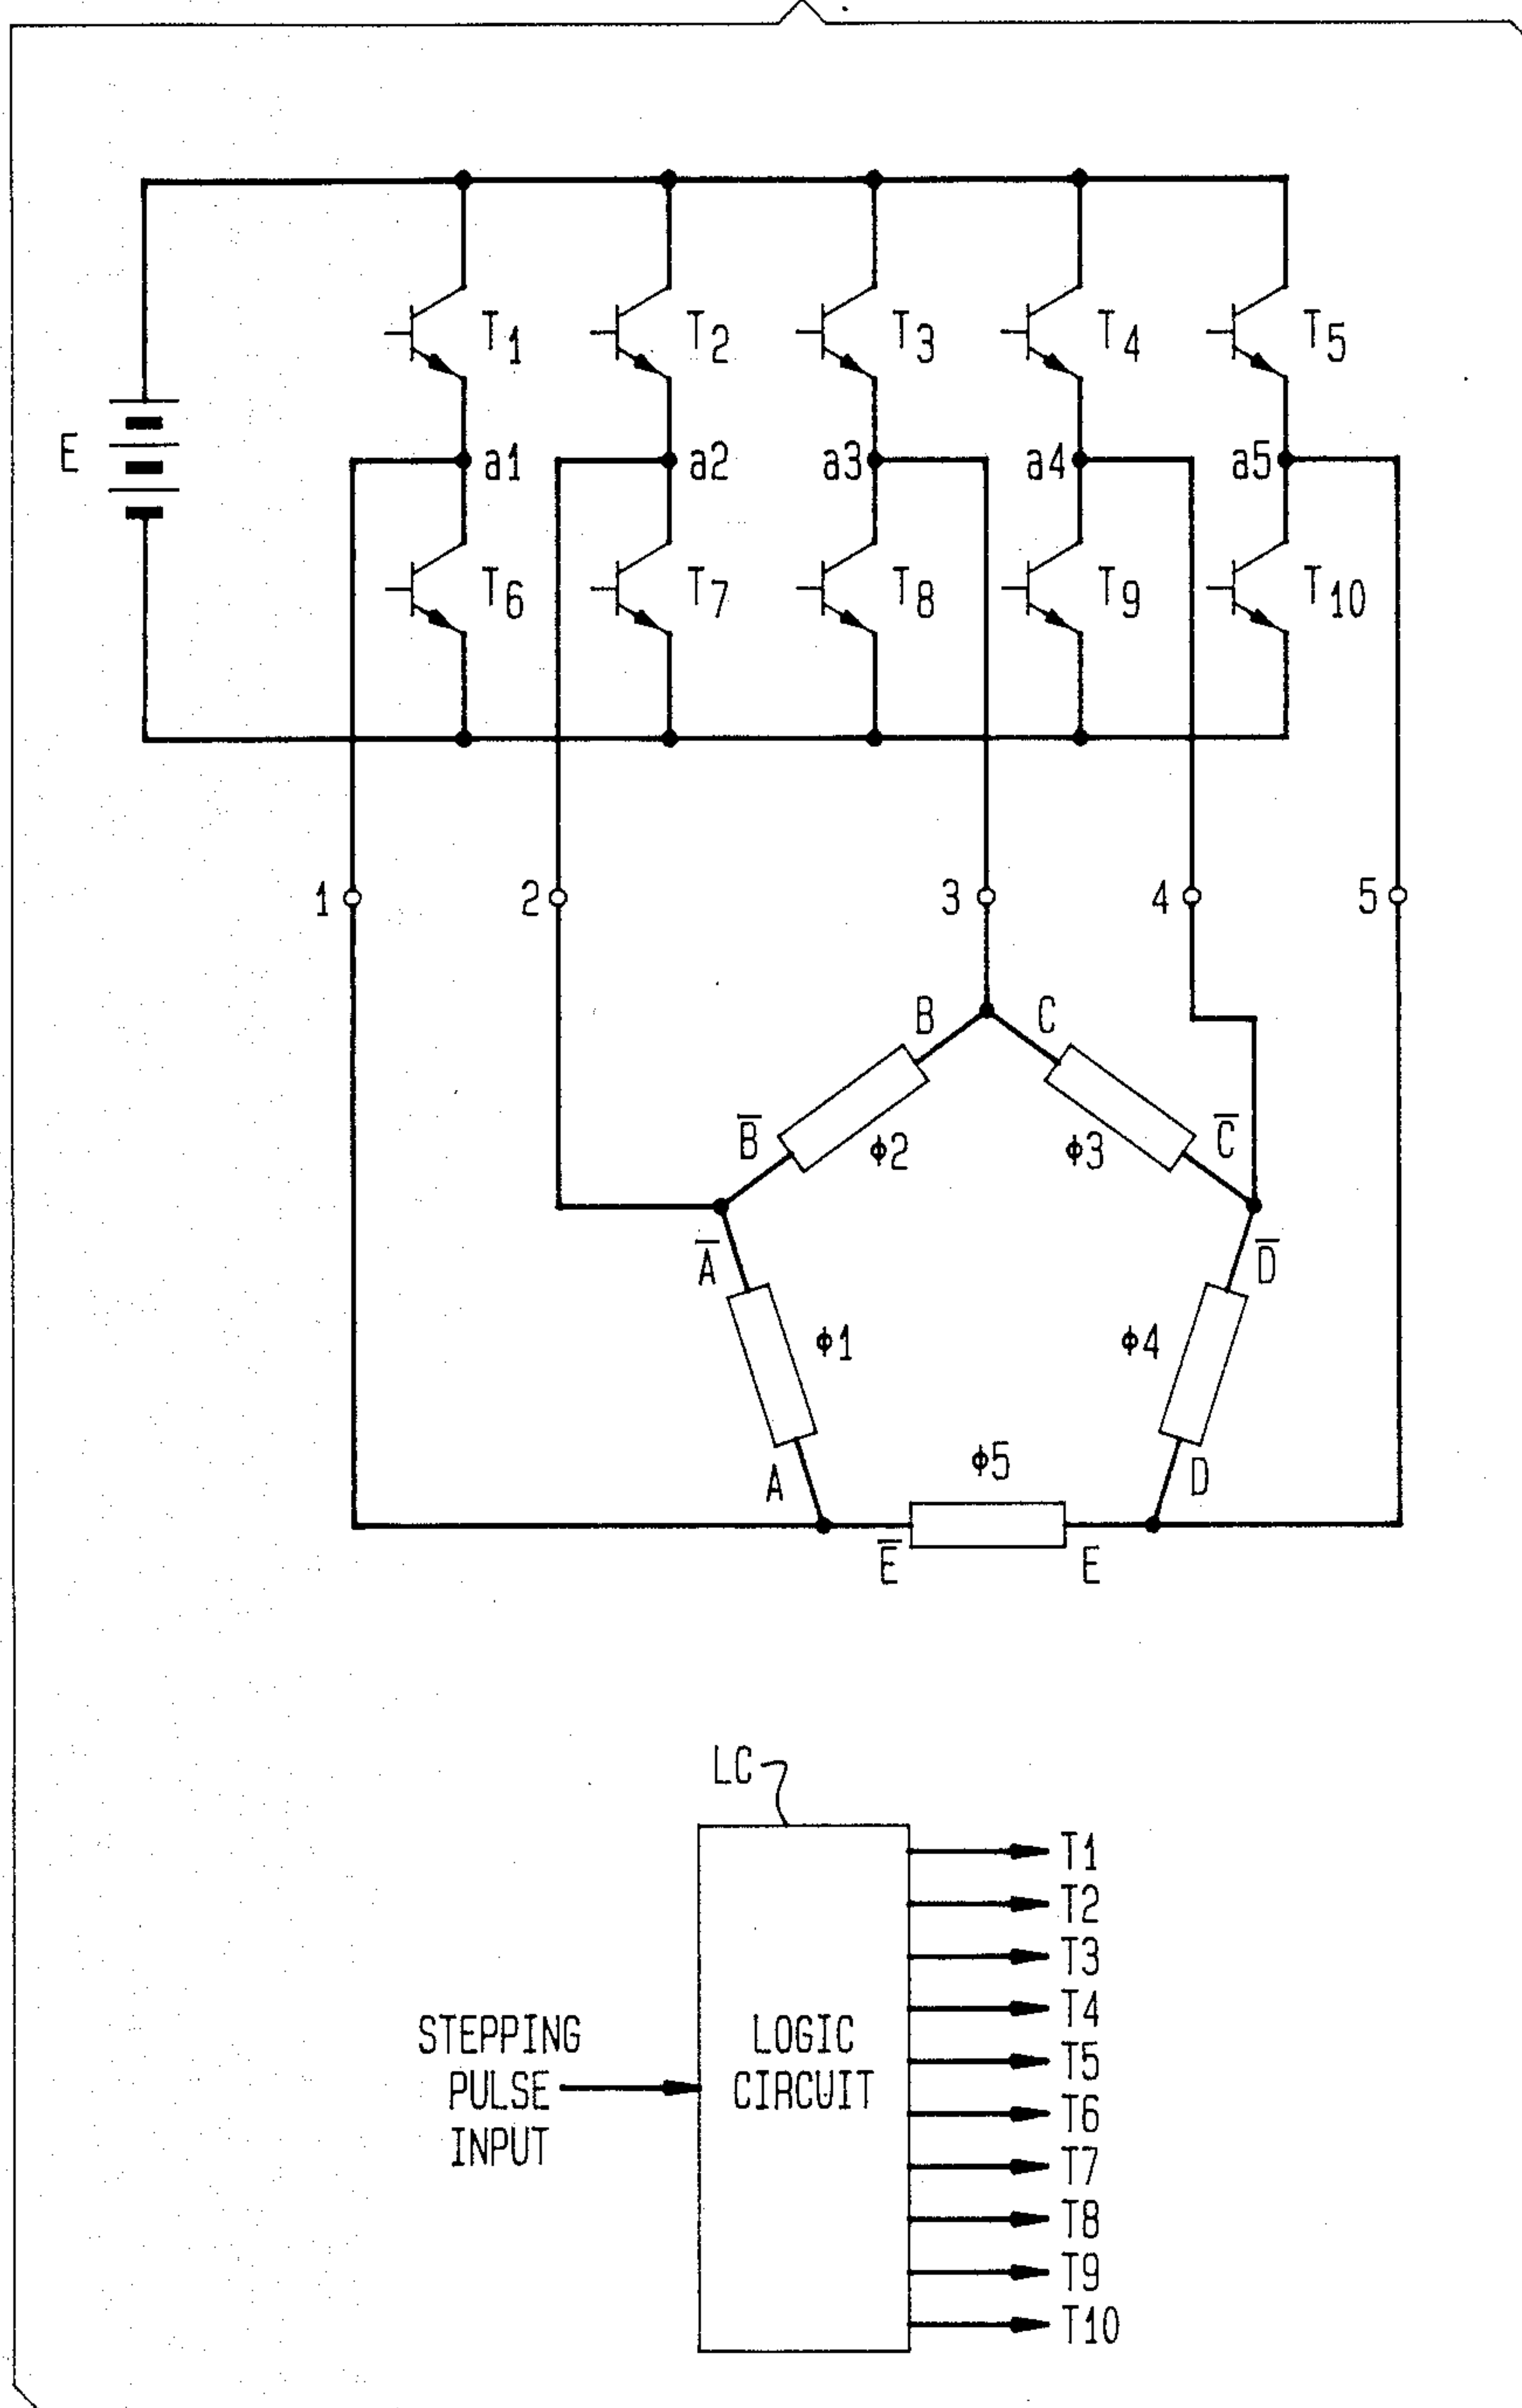 T1 T2 T3 T4 T5
E
a1 a2 a3 a4 a5
T6 T7 T8 T9 T10
1 2 3 4 5
B C
B̅ ϕ2 ϕ3 C̅
A̅ D̅
ϕ1 ϕ4
A ϕ5 D
E̅ E
LC
T1
T2
T3
T4
T5
T6
T7
T8
T9
T10
STEPPING
PULSE
INPUT
LOGIC
CIRCUIT